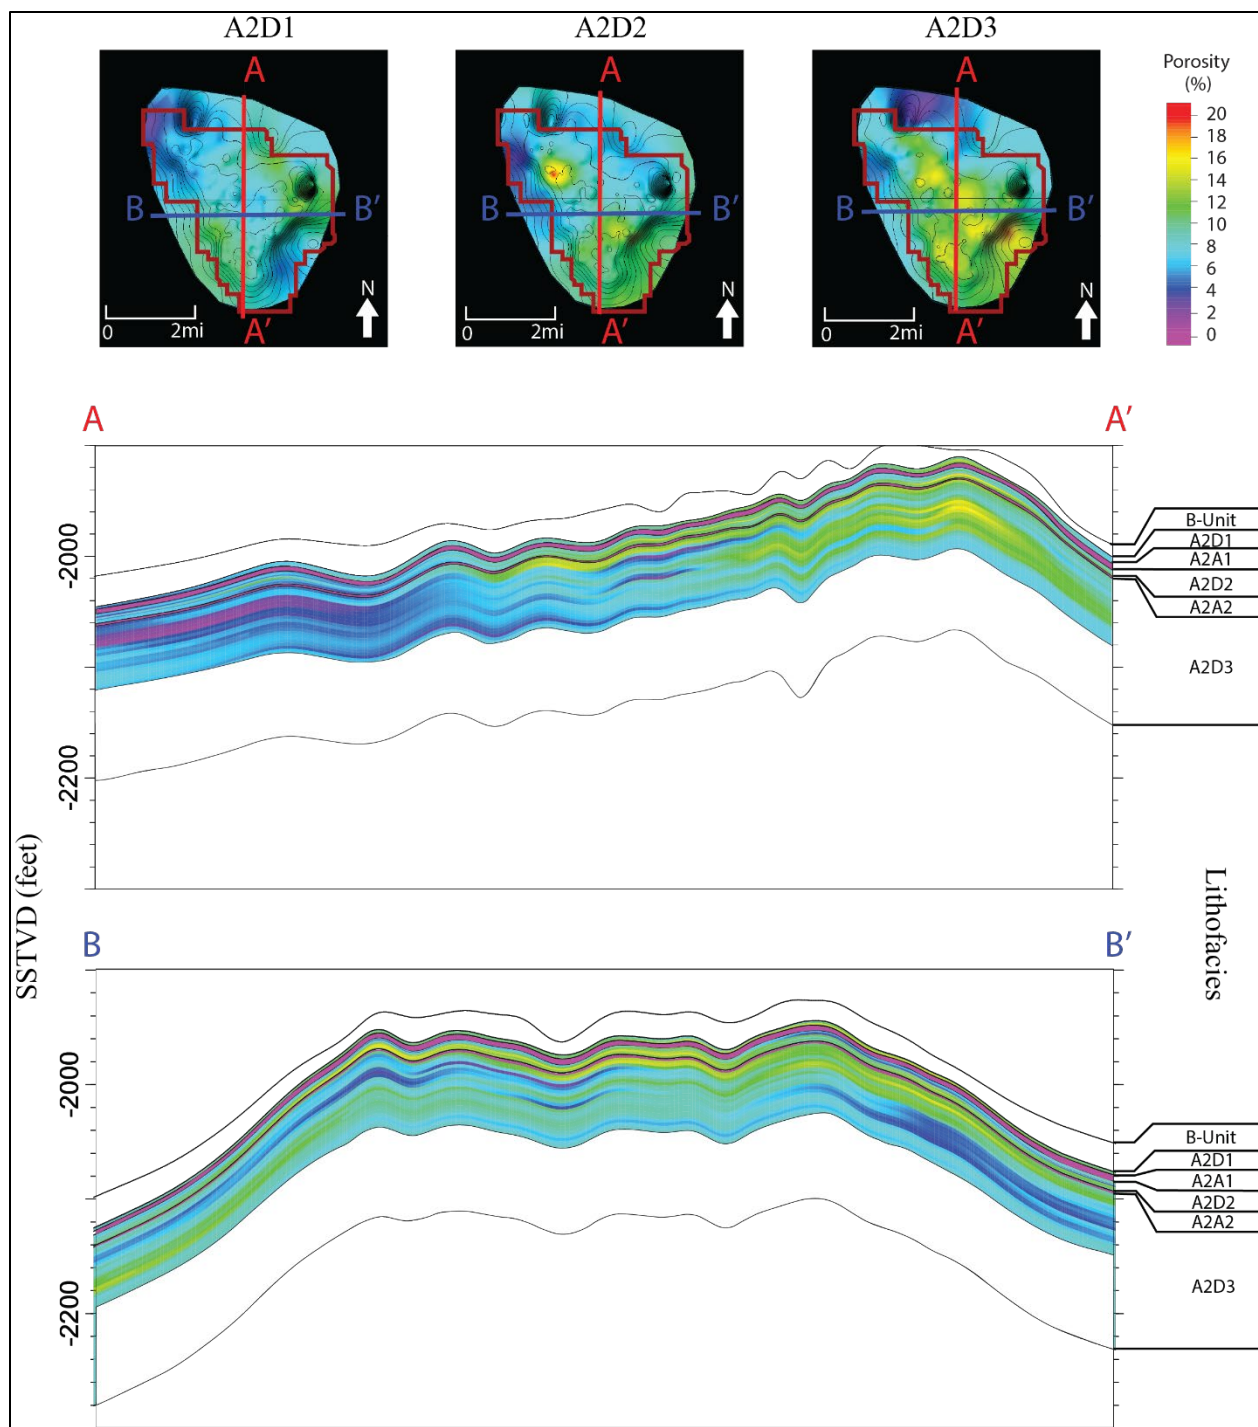 A2D1 A2D2 A2D3
A A A
Porosity
(%)
20
18
16
14
12
10
8
6
4
2
0
B B' B B' B B'
N N N
0 2mi 0 2mi 0 2mi
A' A' A'
A A'
-2000
-2200
B-Unit
A2D1
A2A1
A2D2
A2A2
A2D3
SSTVD (feet)
Lithofacies
B B'
-2000
-2200
B-Unit
A2D1
A2A1
A2D2
A2A2
A2D3